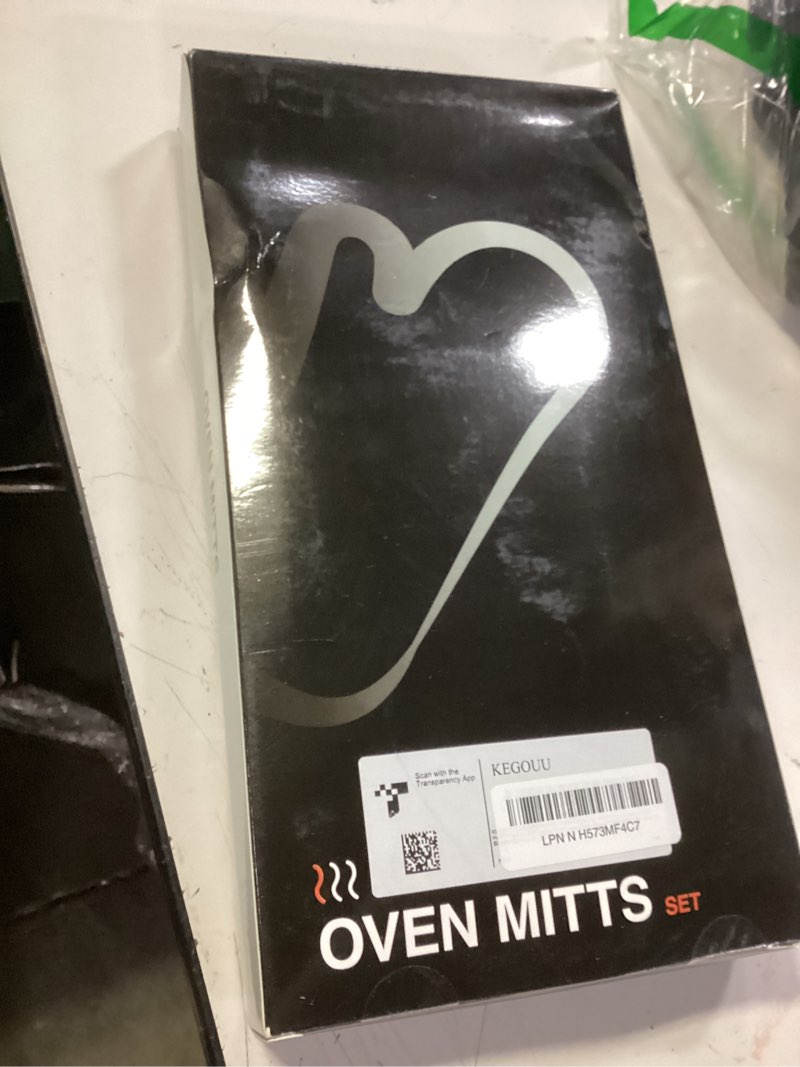 Scan with the
Transparency App
KEGOUU
LPN N H573MF4C7
OVEN MITTS SET